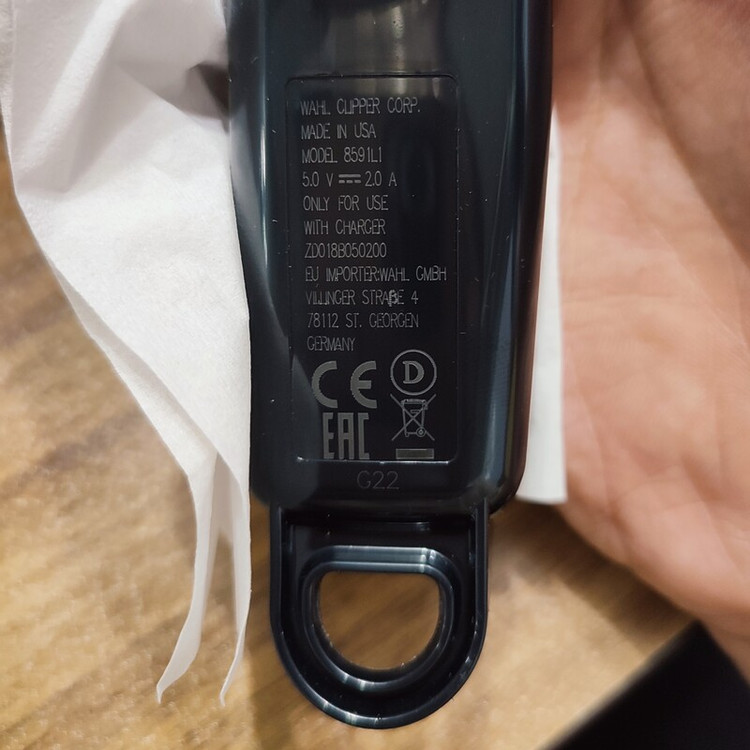 WAHL CLIPPER CORP.
MADE IN USA
MODEL 8591L1
5.0 V ⎓ 2.0 A
ONLY FOR USE
WITH CHARGER
ZD018B050200
EU IMPORTER:WAHL GMBH
VILLINGER STRAßE 4
78112 ST. GEORGEN
GERMANY
CE
D
EAC
G22